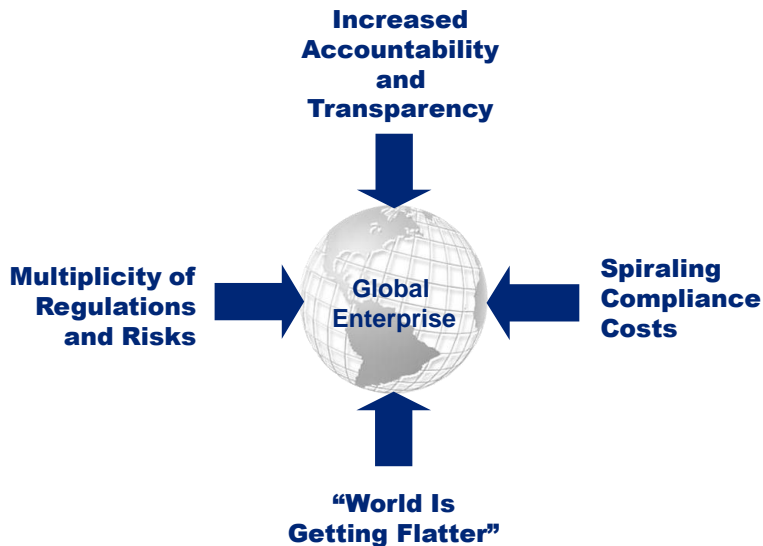 Increased
Accountability
and
Transparency
Multiplicity of
Regulations
and Risks
Global
Enterprise
Spiraling
Compliance
Costs
“World Is
Getting Flatter”